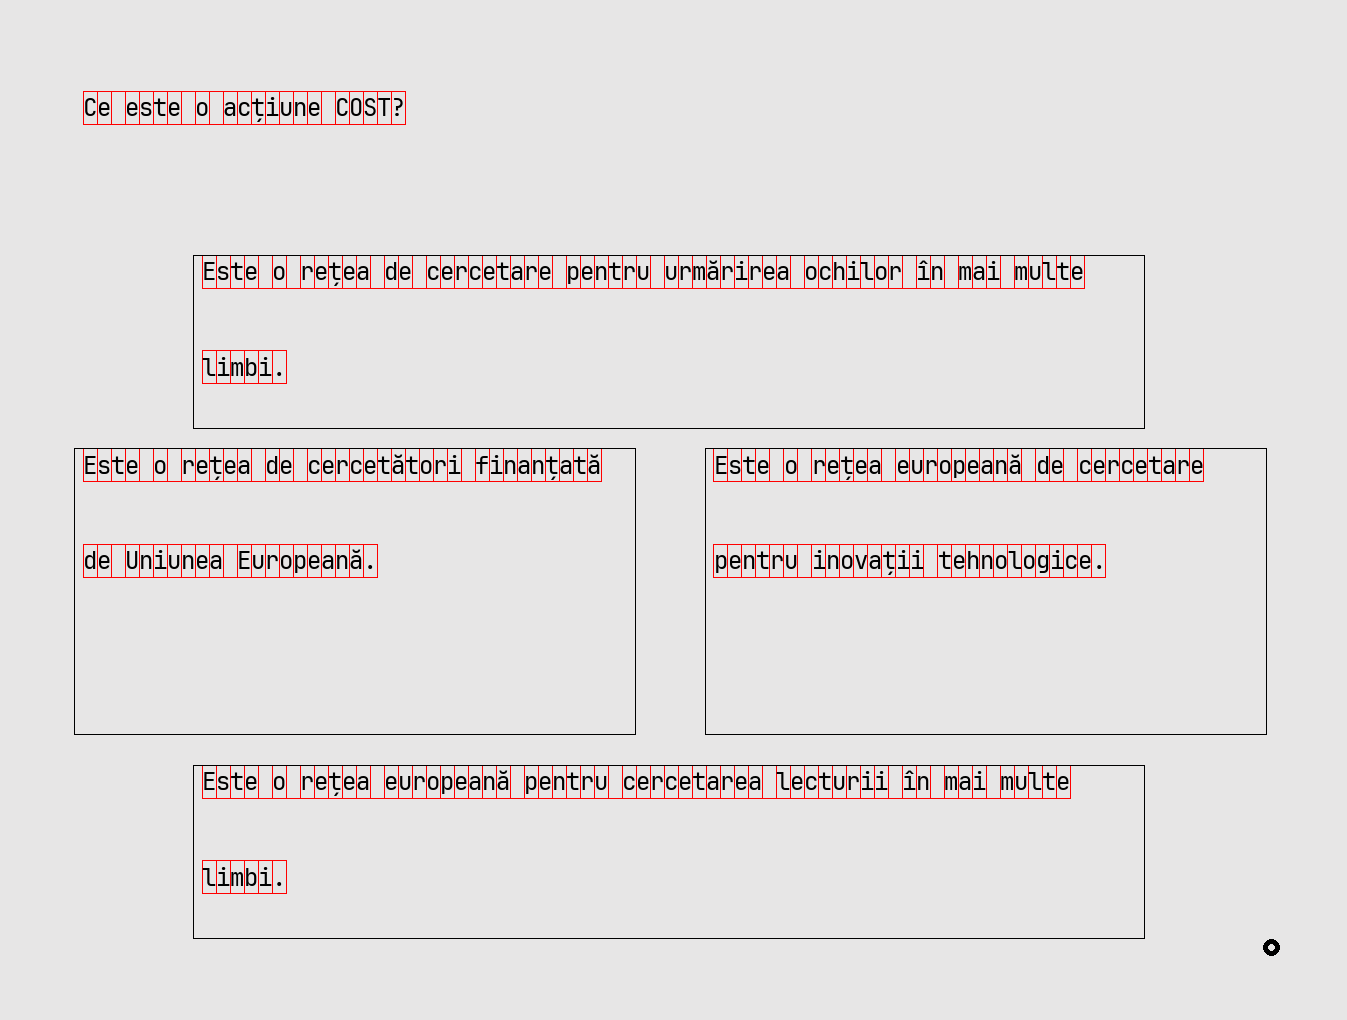 Ce este o acțiune COST?
Este o rețea de cercetare pentru urmărirea ochilor în mai multe
limbi.
Este o rețea de cercetători finanțată
de Uniunea Europeană.
Este o rețea europeană de cercetare
pentru inovații tehnologice.
Este o rețea europeană pentru cercetarea lecturii în mai multe
limbi.